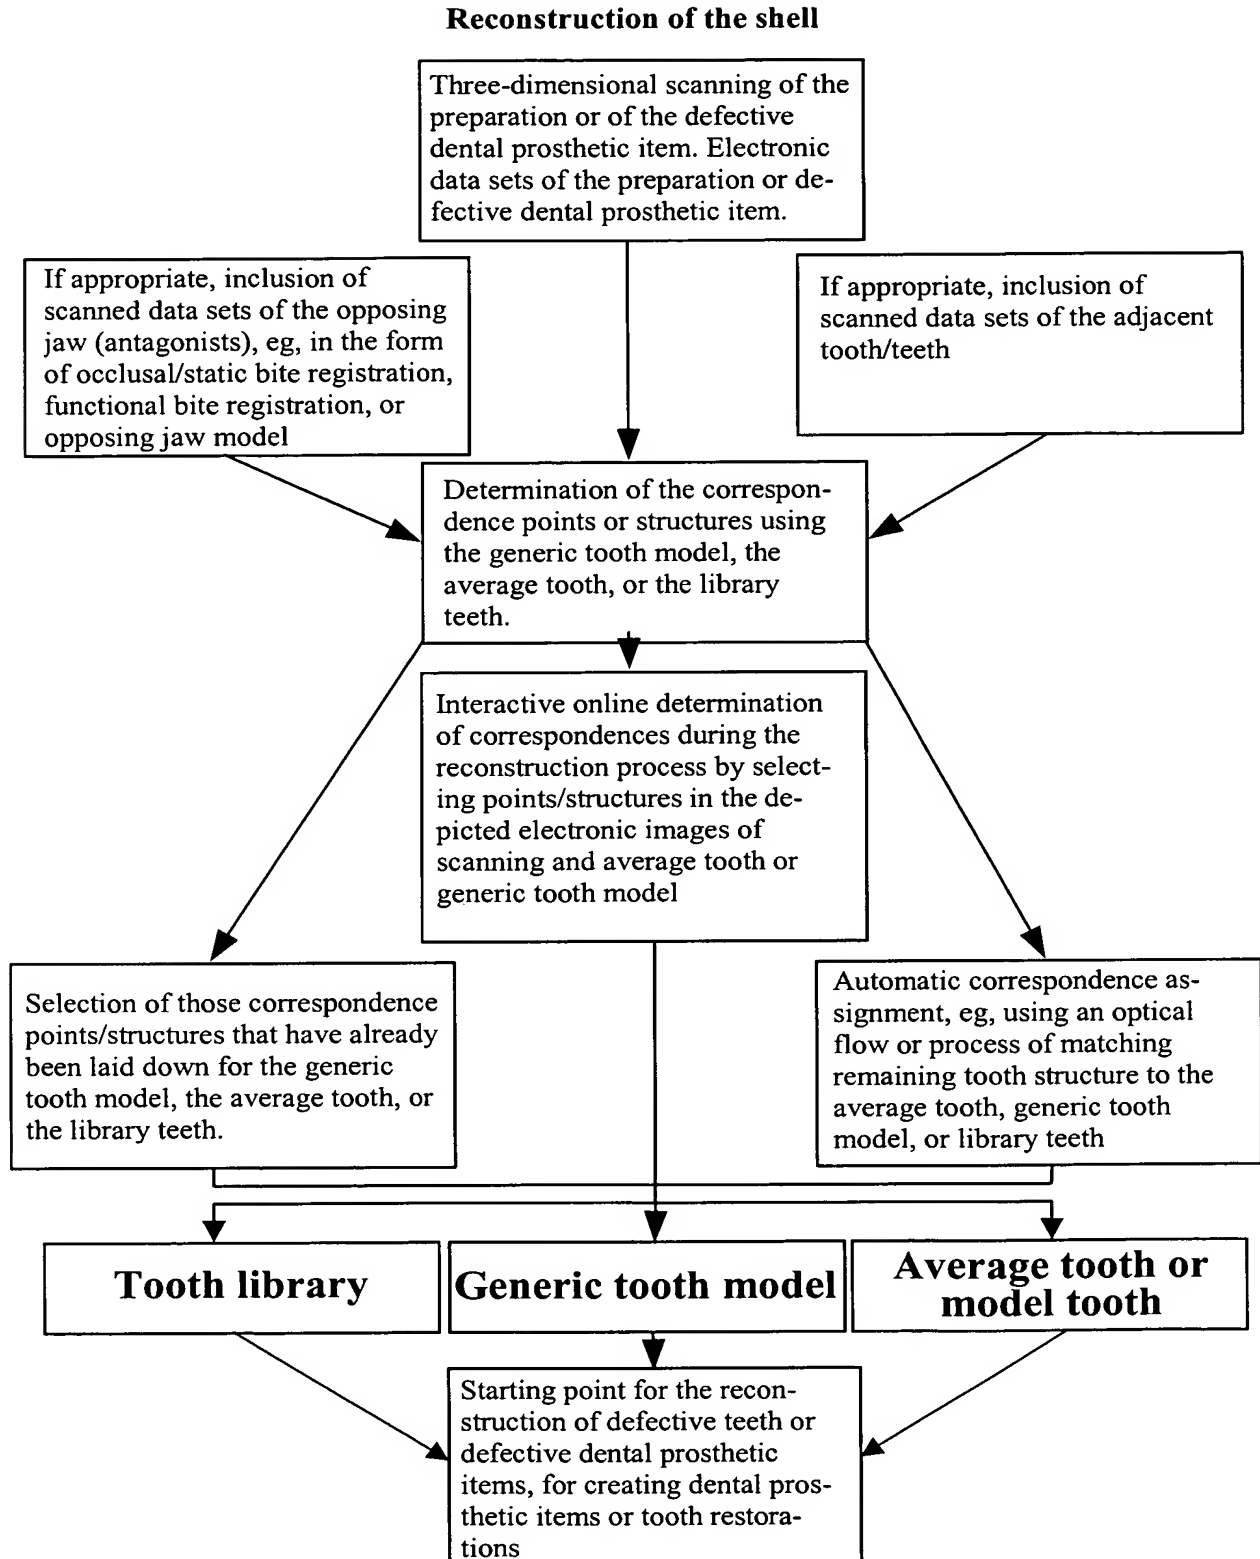 Reconstruction of the shell
Three-dimensional scanning of the
preparation or of the defective
dental prosthetic item. Electronic
data sets of the preparation or de-
fective dental prosthetic item.
If appropriate, inclusion of
scanned data sets of the opposing
jaw (antagonists), eg, in the form
of occlusal/static bite registration,
functional bite registration, or
opposing jaw model
If appropriate, inclusion of
scanned data sets of the adjacent
tooth/teeth
Determination of the correspon-
dence points or structures using
the generic tooth model, the
average tooth, or the library
teeth.
Interactive online determination
of correspondences during the
reconstruction process by select-
ing points/structures in the de-
picted electronic images of
scanning and average tooth or
generic tooth model
Selection of those correspondence
points/structures that have already
been laid down for the generic
tooth model, the average tooth, or
the library teeth.
Automatic correspondence as-
signment, eg, using an optical
flow or process of matching
remaining tooth structure to the
average tooth, generic tooth
model, or library teeth
Tooth library
Generic tooth model
Average tooth or
model tooth
Starting point for the recon-
struction of defective teeth or
defective dental prosthetic
items, for creating dental pros-
thetic items or tooth restora-
tions